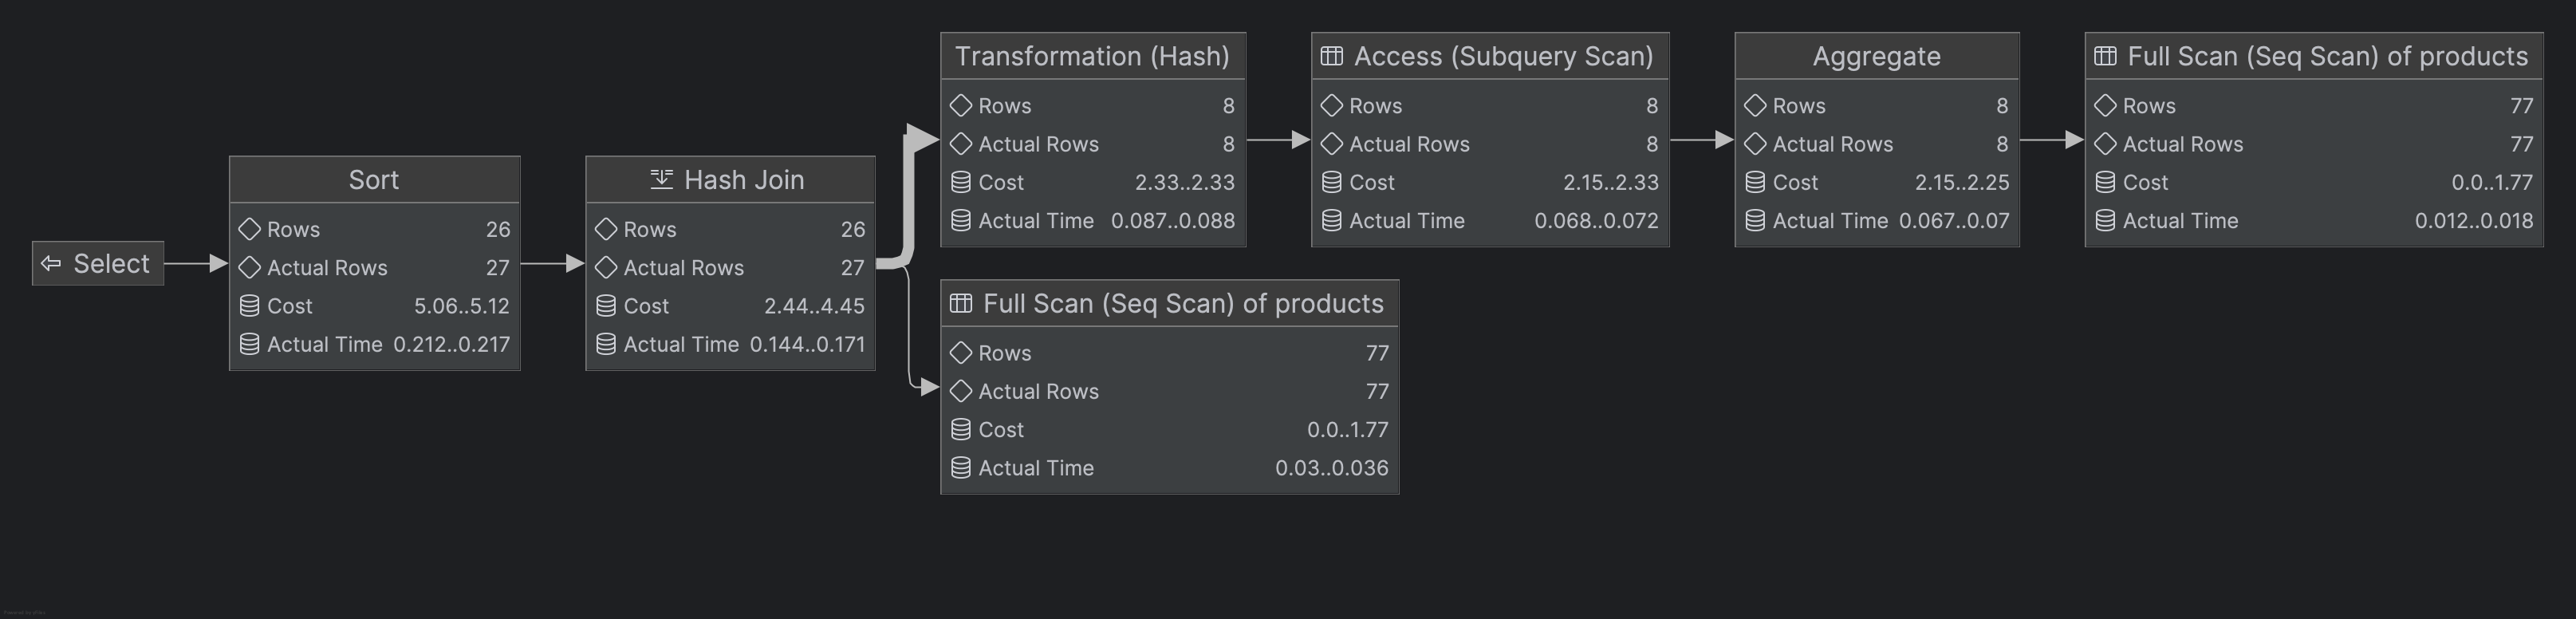 Select
Sort
Rows 26
Actual Rows 27
Cost 5.06..5.12
Actual Time 0.212..0.217
Hash Join
Rows 26
Actual Rows 27
Cost 2.44..4.45
Actual Time 0.144..0.171
Transformation (Hash)
Rows 8
Actual Rows 8
Cost 2.33..2.33
Actual Time 0.087..0.088
Access (Subquery Scan)
Rows 8
Actual Rows 8
Cost 2.15..2.33
Actual Time 0.068..0.072
Aggregate
Rows 8
Actual Rows 8
Cost 2.15..2.25
Actual Time 0.067..0.07
Full Scan (Seq Scan) of products
Rows 77
Actual Rows 77
Cost 0.0..1.77
Actual Time 0.012..0.018
Full Scan (Seq Scan) of products
Rows 77
Actual Rows 77
Cost 0.0..1.77
Actual Time 0.03..0.036
Powered by yFiles